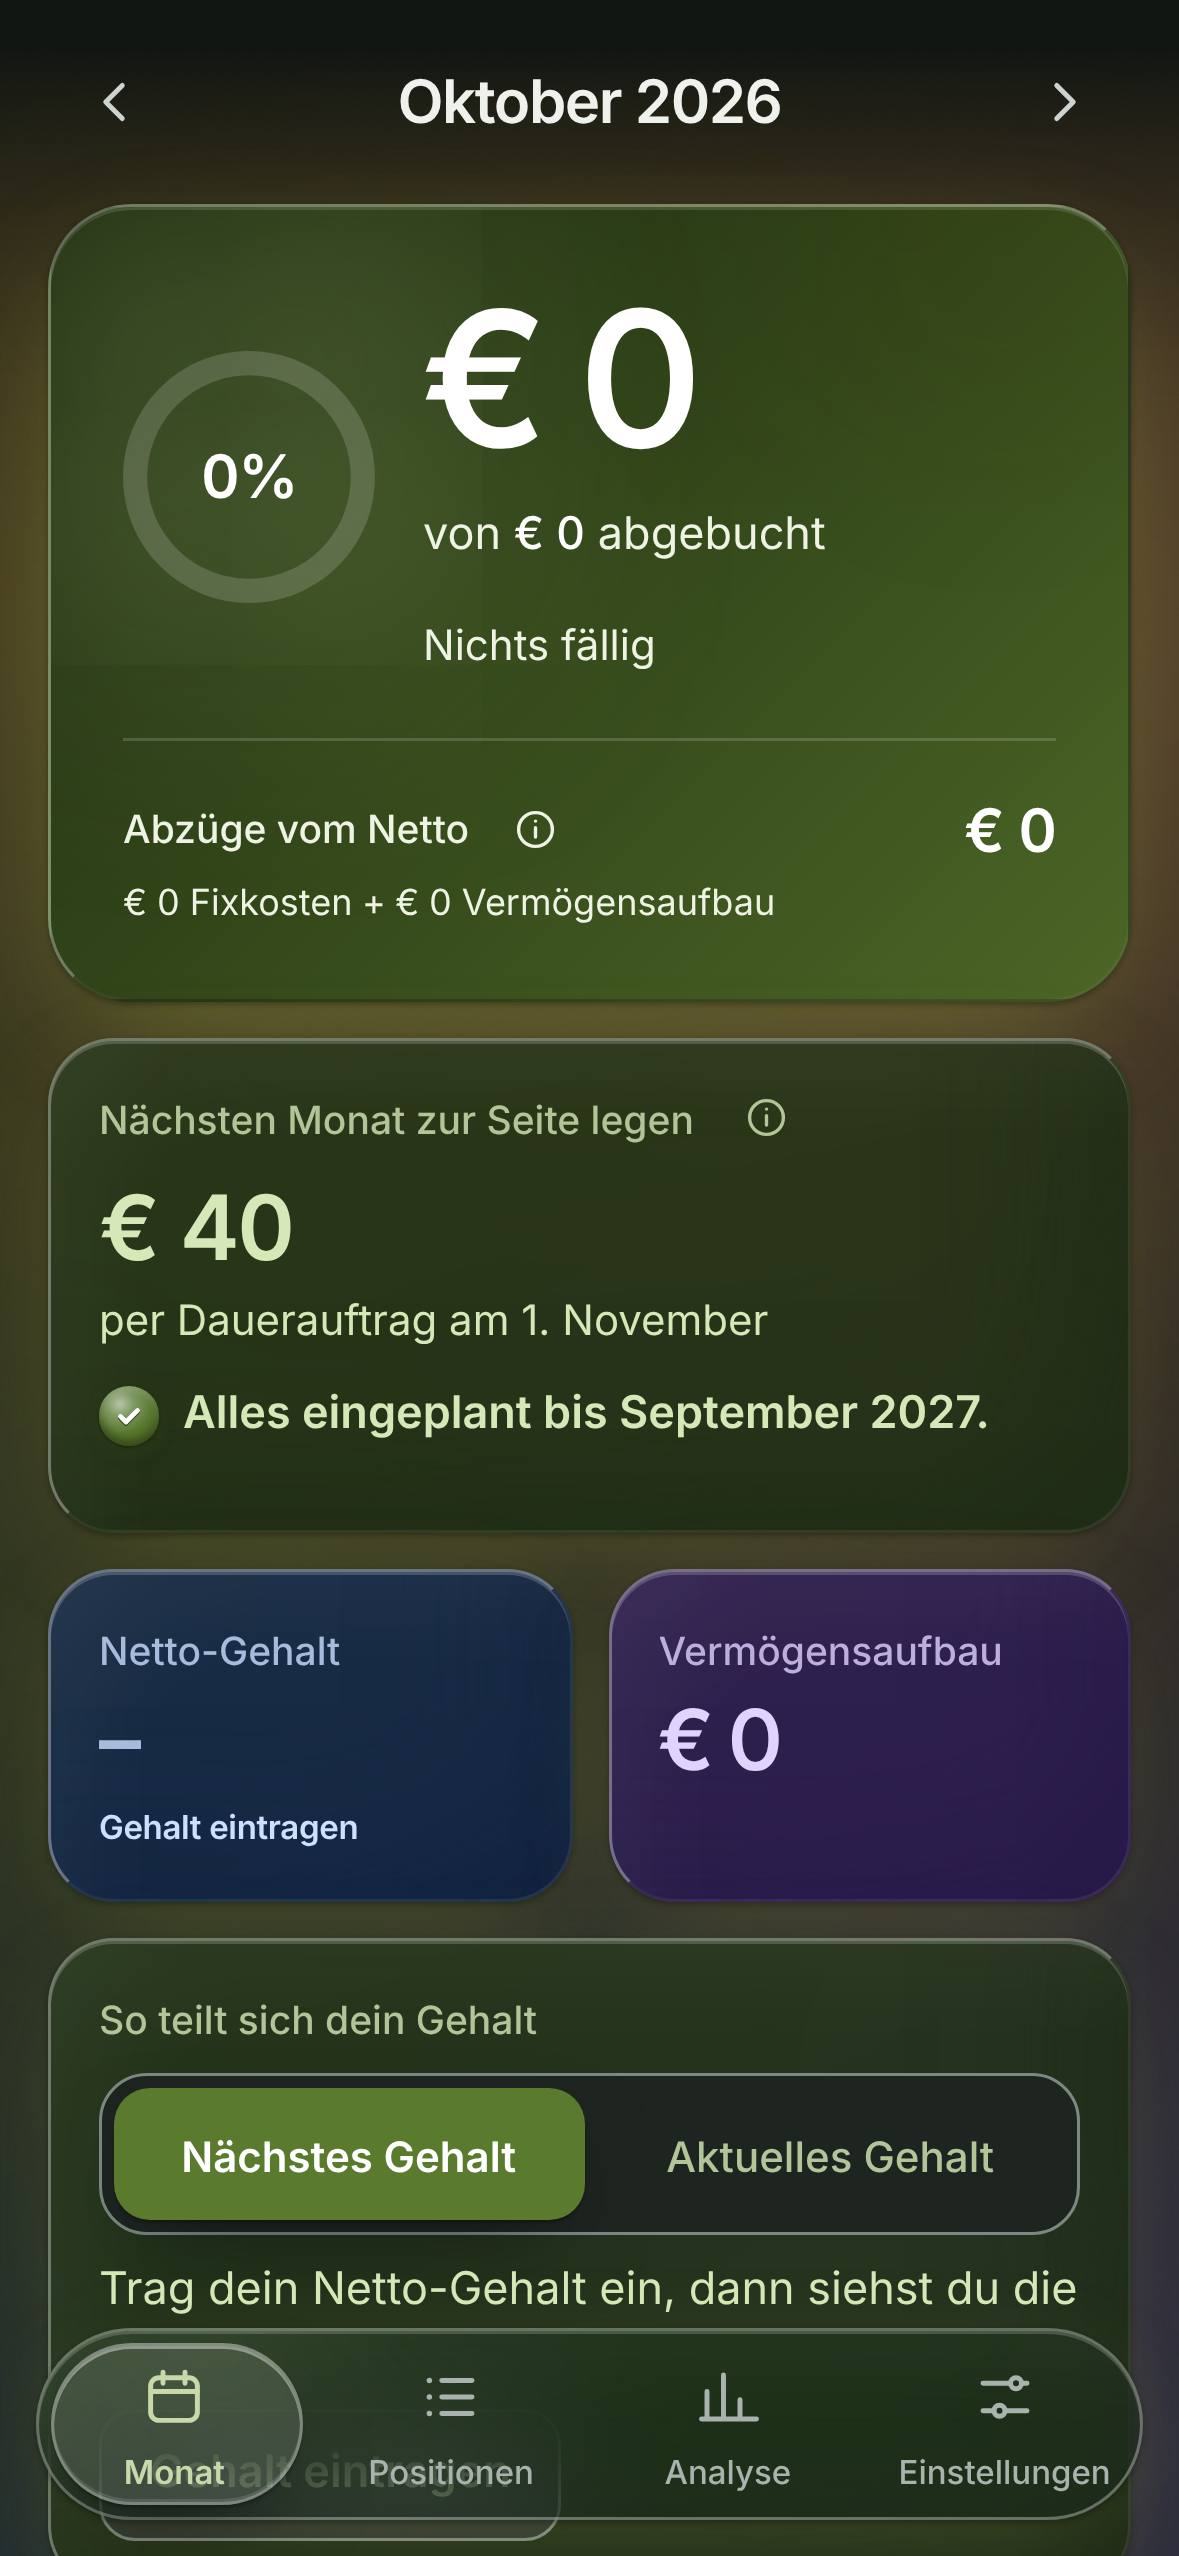 Oktober 2026
€ 0
0%
von € 0 abgebucht
Nichts fällig
Abzüge vom Netto
€ 0
€ 0 Fixkosten + € 0 Vermögensaufbau
Nächsten Monat zur Seite legen
€ 40
per Dauerauftrag am 1. November
Alles eingeplant bis September 2027.
Netto-Gehalt
–
Gehalt eintragen
Vermögensaufbau
€ 0
So teilt sich dein Gehalt
Nächstes Gehalt
Aktuelles Gehalt
Trag dein Netto-Gehalt ein, dann siehst du die
Gehalt eintragen
Monat
Positionen
Analyse
Einstellungen